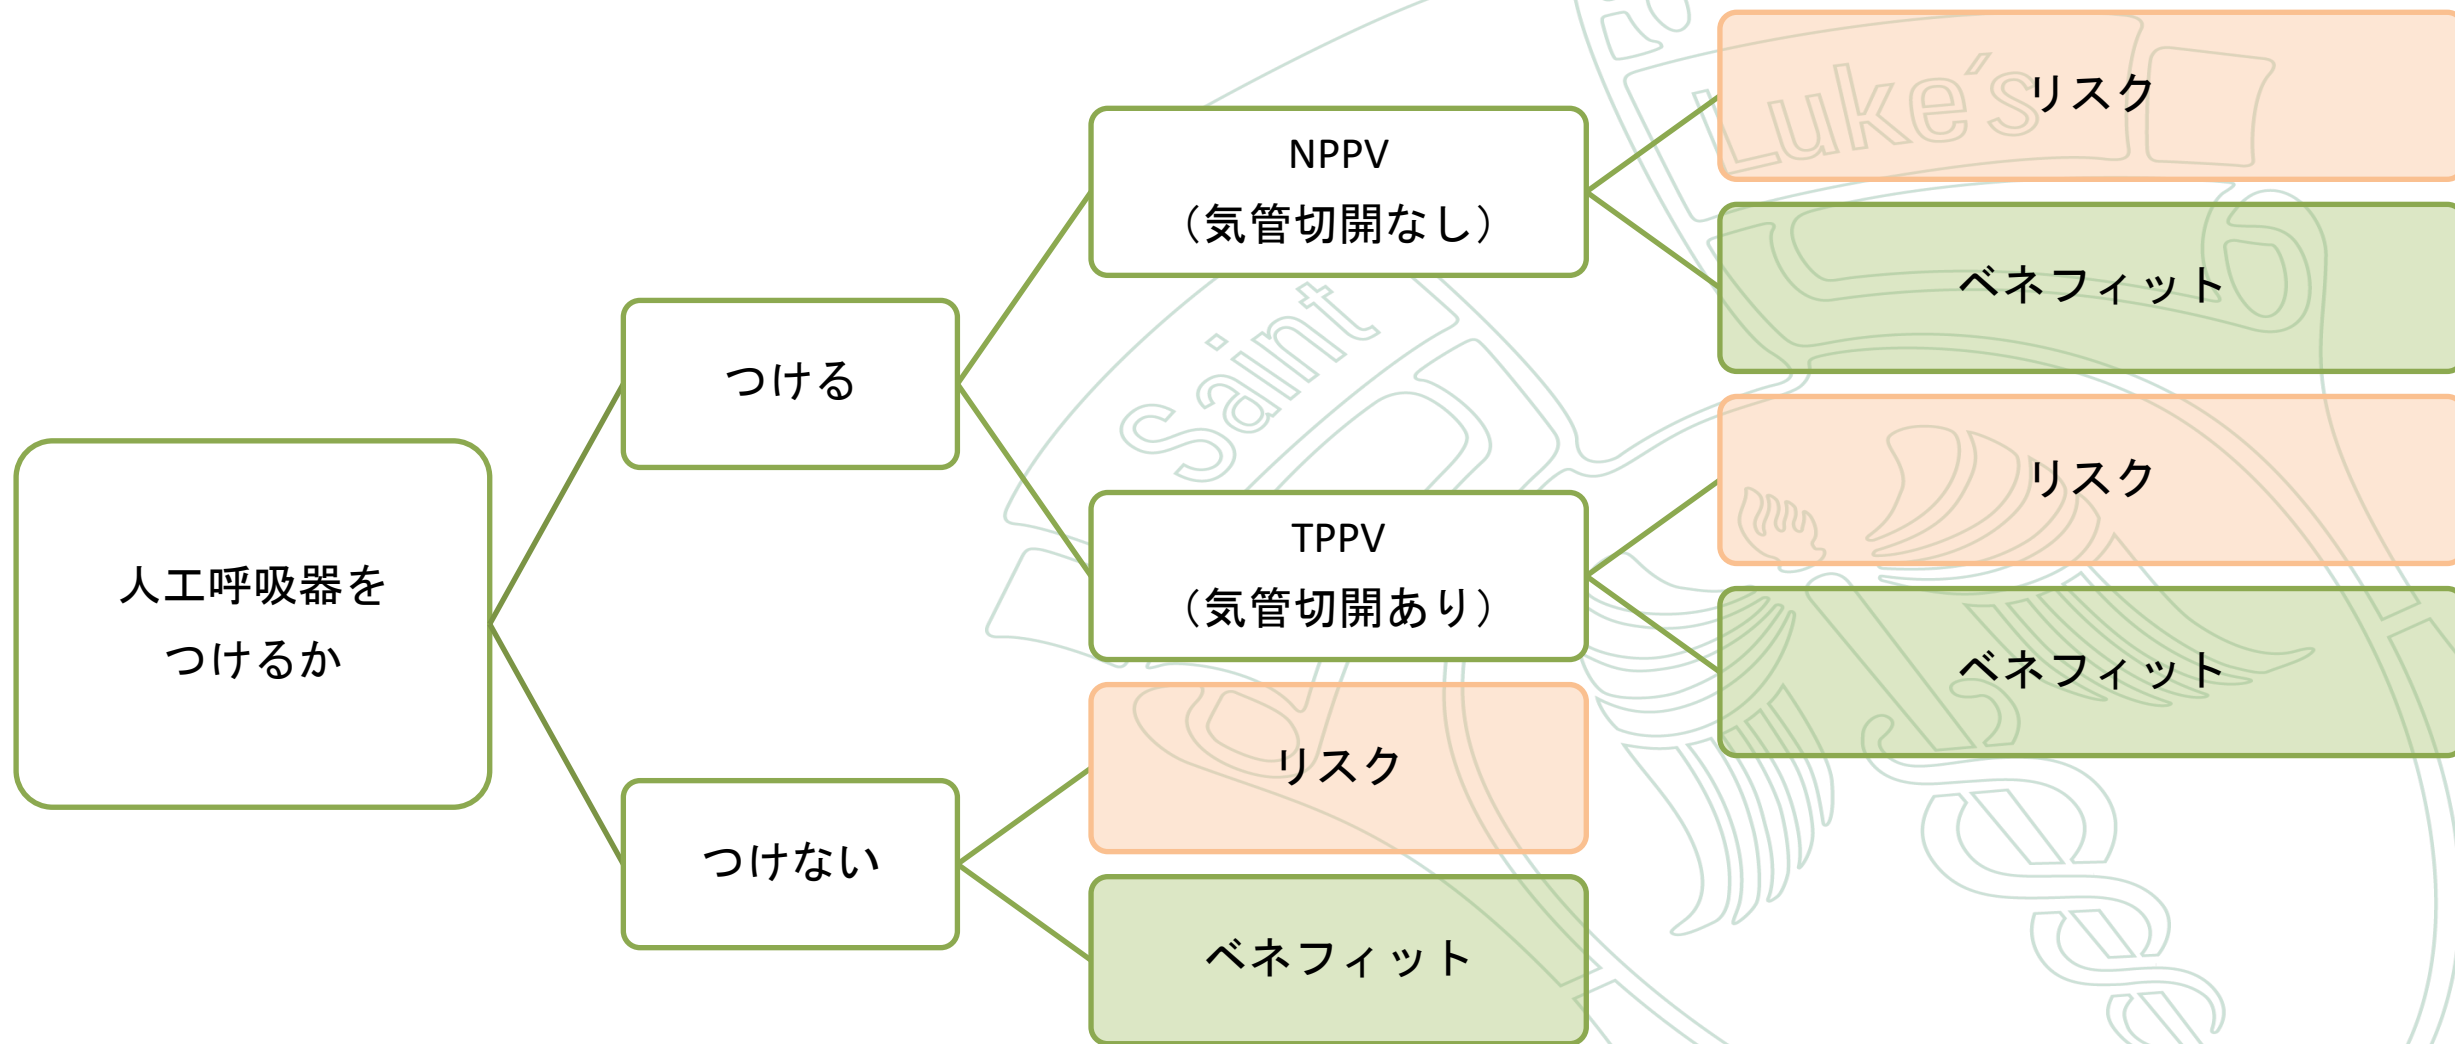 人工呼吸器を
つけるか
つける
NPPV
（気管切開なし）
リスク
ベネフィット
TPPV
（気管切開あり）
リスク
ベネフィット
つけない
リスク
ベネフィット
Saint
Luke's